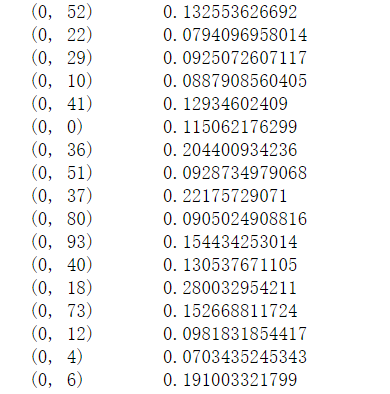 (0, 52) 0.132553626692
(0, 22) 0.0794096958014
(0, 29) 0.0925072607117
(0, 10) 0.0887908560405
(0, 41) 0.12934602409
(0, 0) 0.115062176299
(0, 36) 0.204400934236
(0, 51) 0.0928734979068
(0, 37) 0.22175729071
(0, 80) 0.0905024908816
(0, 93) 0.154434253014
(0, 40) 0.130537671105
(0, 18) 0.280032954211
(0, 73) 0.152668811724
(0, 12) 0.0981831854417
(0, 4) 0.0703435245343
(0, 6) 0.191003321799